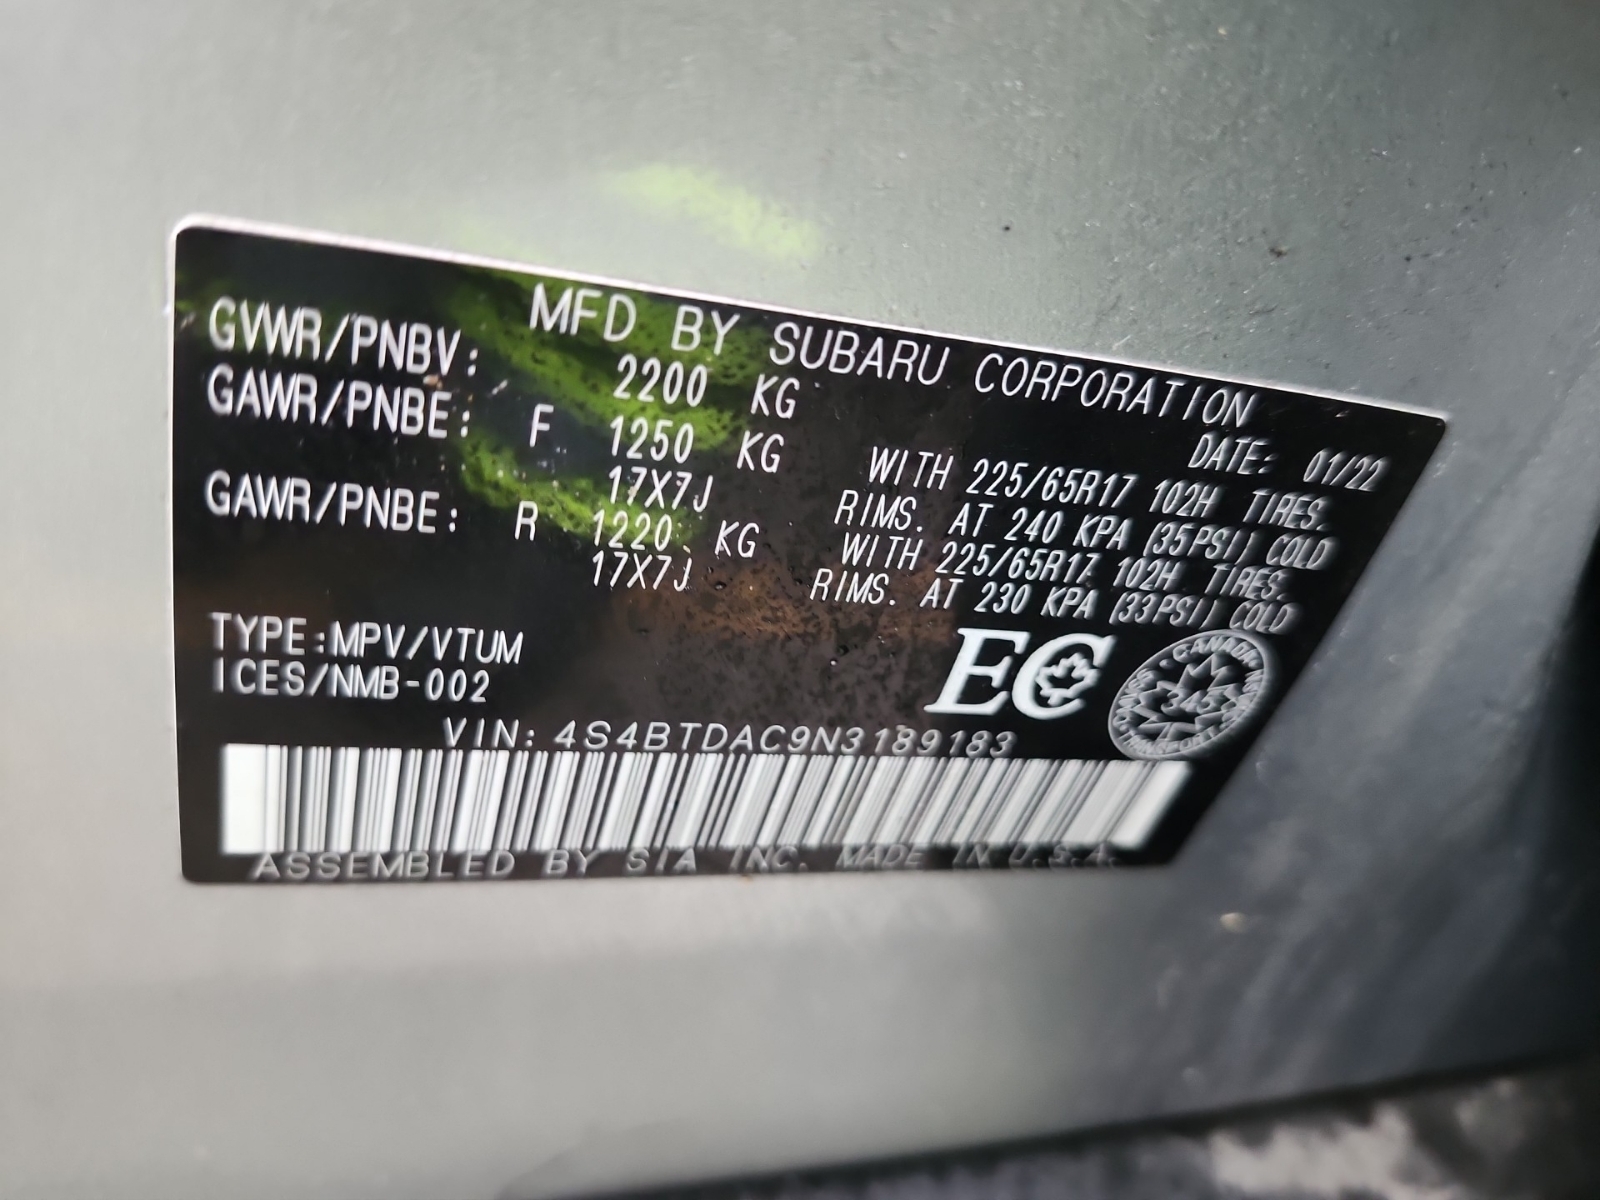 MFD BY SUBARU CORPORATION
GVWR/PNBV: 2200 KG DATE: 01/22
GAWR/PNBE: F 1250 KG WITH 225/65R17 102H TIRES.
17X7J RIMS. AT 240 KPA (35PSI) COLD
GAWR/PNBE: R 1220 KG WITH 225/65R17 102H TIRES.
17X7J RIMS. AT 230 KPA (33PSI) COLD
TYPE:MPV/VTUM
ICES/NMB-002
EC
345
TRANSPORT
VIN: 4S4BTDAC9N3189183
ASSEMBLED BY SIA INC. MADE IN U.S.A.